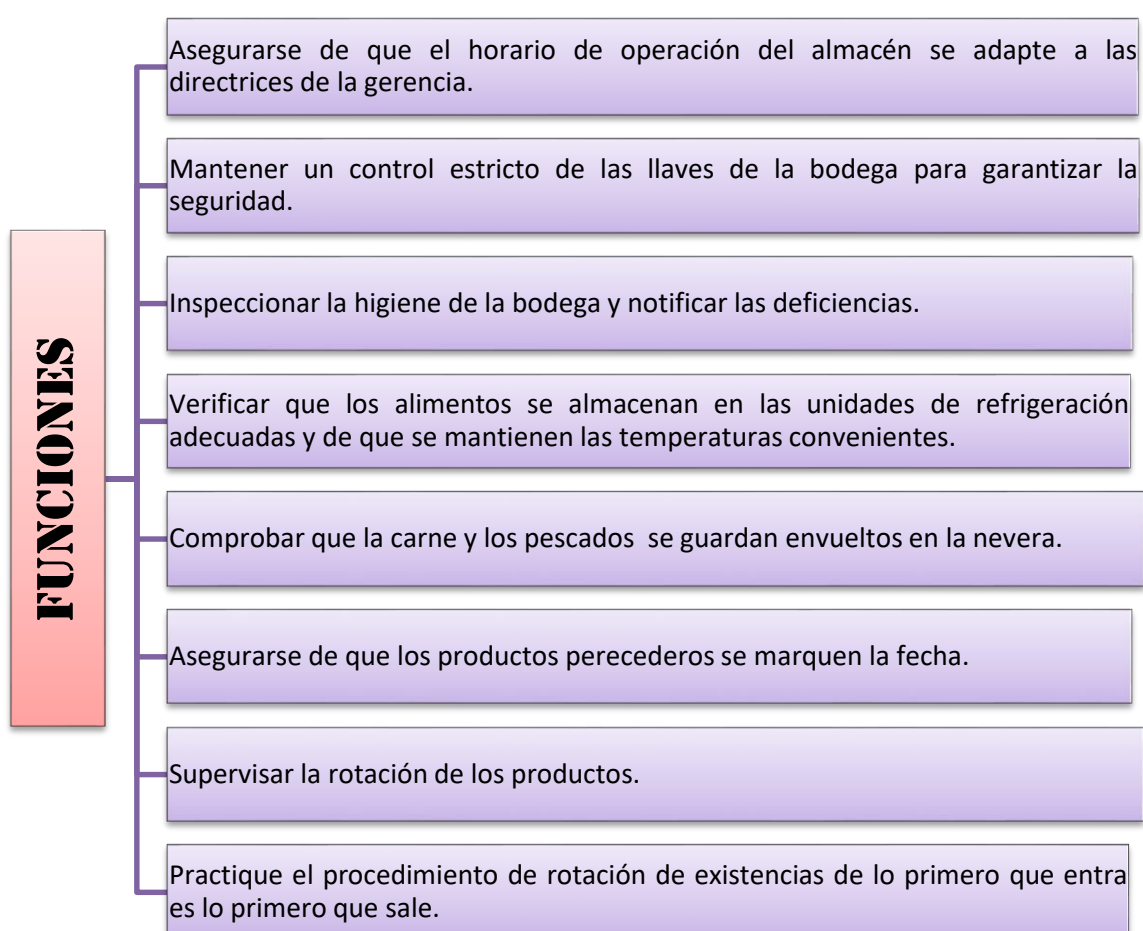 FUNCIONES
Asegurarse de que el horario de operación del almacén se adapte a las
directrices de la gerencia.
Mantener un control estricto de las llaves de la bodega para garantizar la
seguridad.
Inspeccionar la higiene de la bodega y notificar las deficiencias.
Verificar que los alimentos se almacenan en las unidades de refrigeración
adecuadas y de que se mantienen las temperaturas convenientes.
Comprobar que la carne y los pescados  se guardan envueltos en la nevera.
Asegurarse de que los productos perecederos se marquen la fecha.
Supervisar la rotación de los productos.
Practique el procedimiento de rotación de existencias de lo primero que entra
es lo primero que sale.